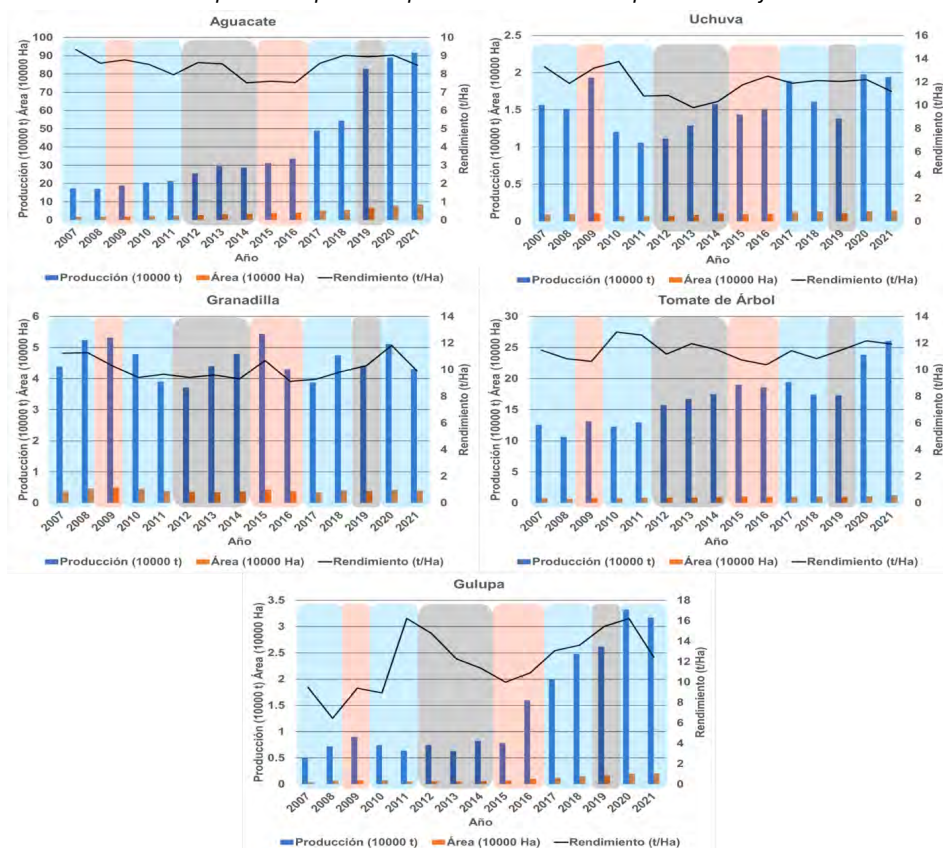 Aguacate
Producción (10000 t) Área (10000 Ha)
100
90
80
70
60
50
40
30
20
10
0
10
9
8
7
6
5
4
3
2
1
0
Rendimiento (t/Ha)
2007 2008 2009 2010 2011 2012 2013 2014 2015 2016 2017 2018 2019 2020 2021
Año
Producción (10000 t) Área (10000 Ha) Rendimiento (t/Ha)
Uchuva
Producción (10000 t) Área (10000 Ha)
2.5
2
1.5
1
0.5
0
16
14
12
10
8
6
4
2
0
Rendimiento (t/Ha)
2007 2008 2009 2010 2011 2012 2013 2014 2015 2016 2017 2018 2019 2020 2021
Año
Producción (10000 t) Área (10000 Ha) Rendimiento (t/Ha)
Granadilla
Producción (10000 t) Área (10000 Ha)
6
5
4
3
2
1
0
14
12
10
8
6
4
2
0
Rendimiento (t/Ha)
2007 2008 2009 2010 2011 2012 2013 2014 2015 2016 2017 2018 2019 2020 2021
Año
Producción (10000 t) Área (10000 Ha) Rendimiento (t/Ha)
Tomate de Árbol
Producción (10000 t) Área (10000 Ha)
30
25
20
15
10
5
0
14
12
10
8
6
4
2
0
Rendimiento (t/Ha)
2007 2008 2009 2010 2011 2012 2013 2014 2015 2016 2017 2018 2019 2020 2021
Año
Producción (10000 t) Área (10000 Ha) Rendimiento (t/Ha)
Gulupa
Producción (10000 t) Área (10000 Ha)
3.5
3
2.5
2
1.5
1
0.5
0
18
16
14
12
10
8
6
4
2
0
Rendimiento (t/Ha)
2007 2008 2009 2010 2011 2012 2013 2014 2015 2016 2017 2018 2019 2020 2021
Año
Producción (10000 t) Área (10000 Ha) Rendimiento (t/Ha)